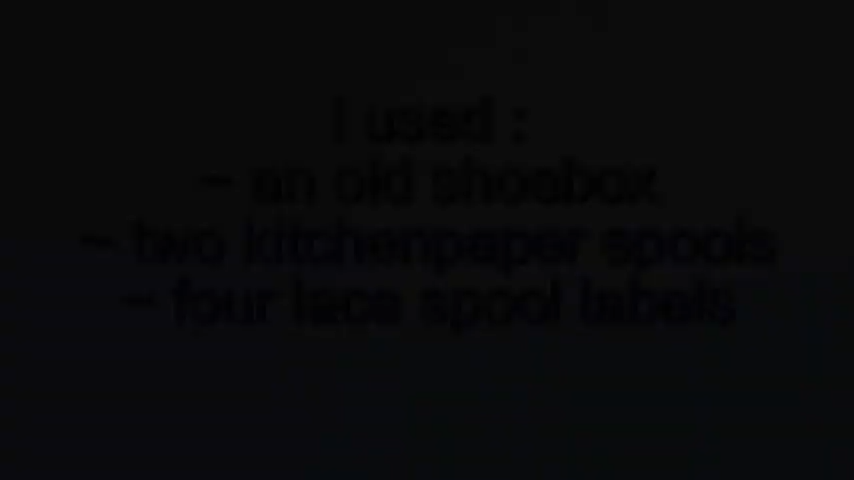 I used :
- an old shoebox
- two kitchenpaper spools
- four lace spool labels